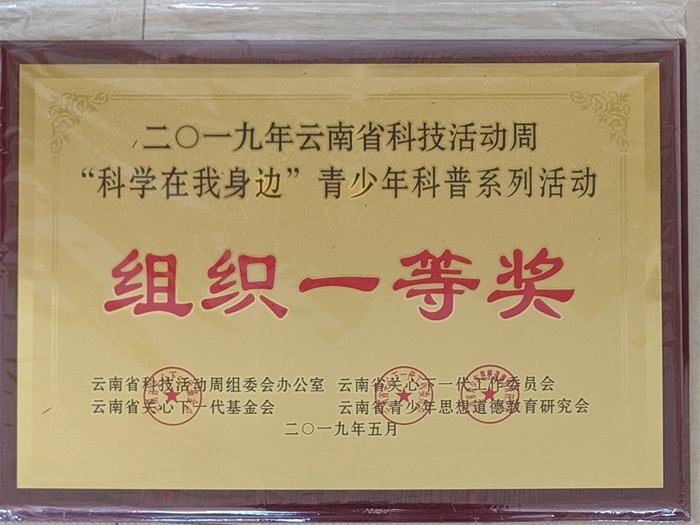 二〇一九年云南省科技活动周
“科学在我身边”青少年科普系列活动
组织一等奖
云南省科技活动周组委会办公室 云南省关心下一代工作委员会
云南省关心下一代基金会 云南省青少年思想道德教育研究会
二〇一九年五月